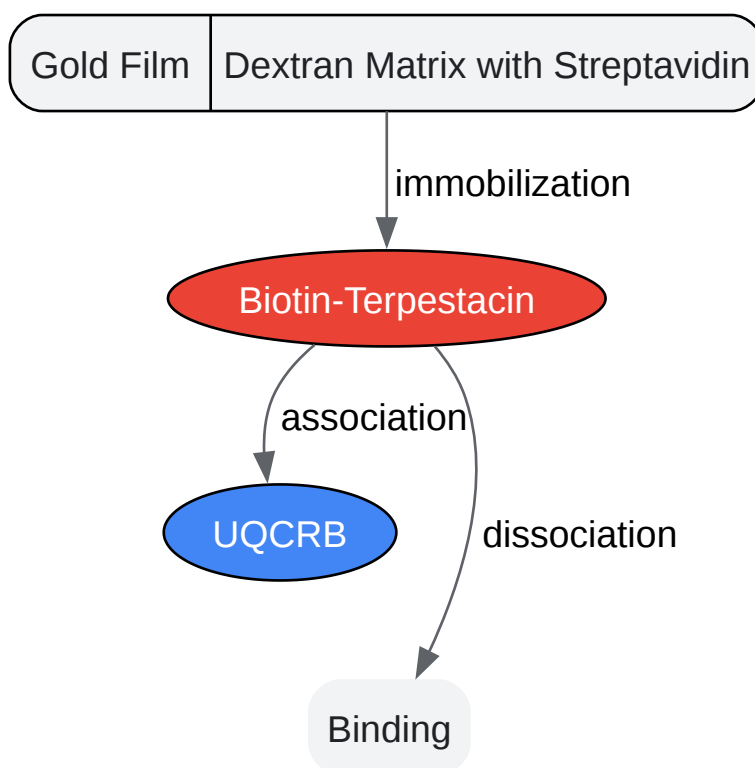 Gold Film
Dextran Matrix with Streptavidin
immobilization
Biotin-Terpestacin
association
UQCRB
dissociation
Binding